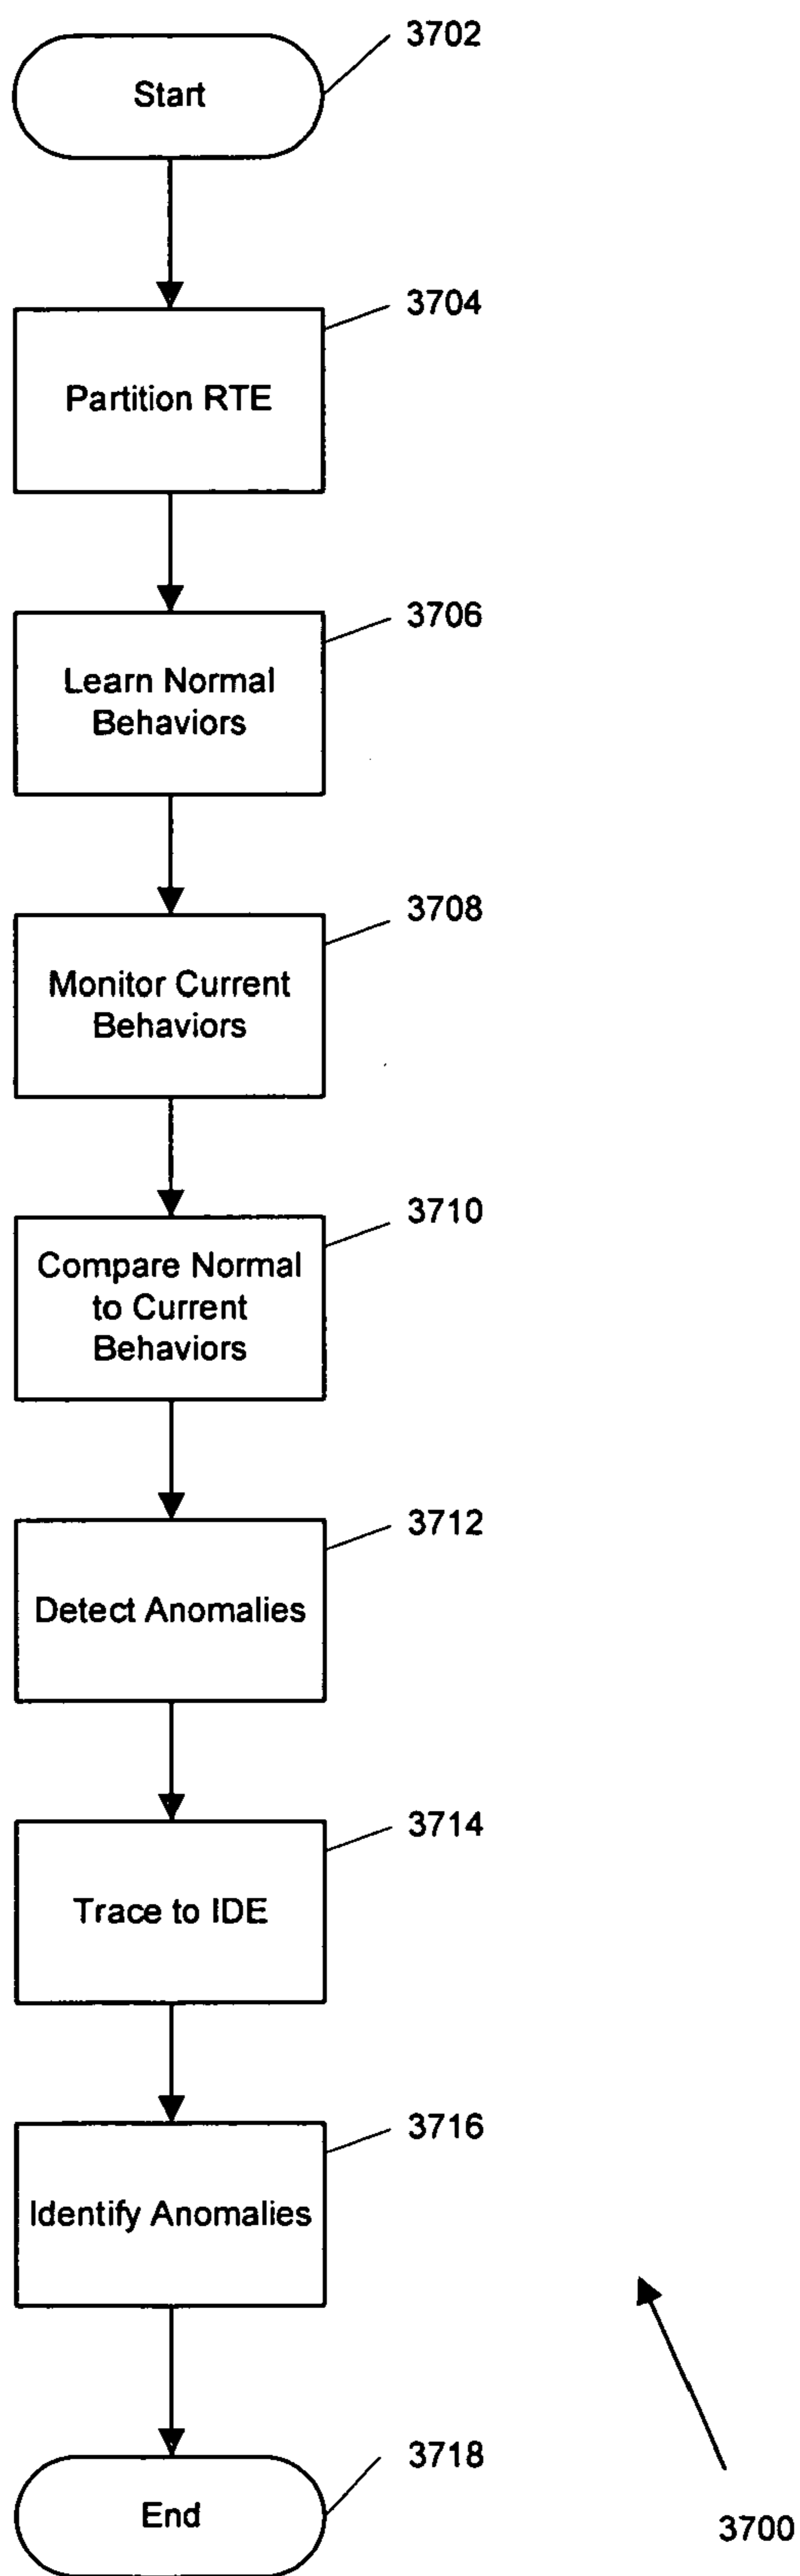 3702
Start
3704
Partition RTE
3706
Learn Normal
Behaviors
3708
Monitor Current
Behaviors
3710
Compare Normal
to Current
Behaviors
3712
Detect Anomalies
3714
Trace to IDE
3716
Identify Anomalies
3718
End
3700